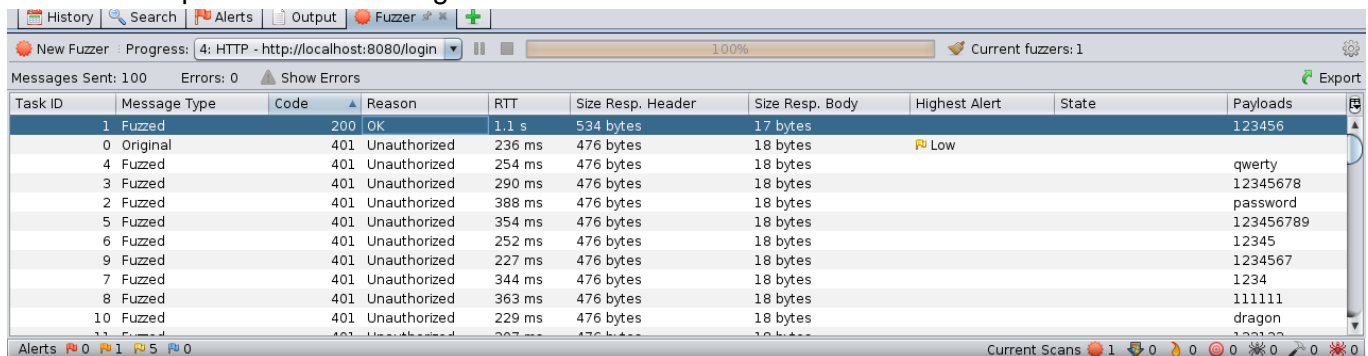 History Search Alerts Output Fuzzer
New Fuzzer Progress: 4: HTTP - http://localhost:8080/login 100% Current fuzzers: 1
Messages Sent: 100 Errors: 0 Show Errors Export
Task ID Message Type Code Reason RTT Size Resp. Header Size Resp. Body Highest Alert State Payloads
1 Fuzzed 200 OK 1.1 s 534 bytes 17 bytes 123456
0 Original 401 Unauthorized 236 ms 476 bytes 18 bytes Low
4 Fuzzed 401 Unauthorized 254 ms 476 bytes 18 bytes qwerty
3 Fuzzed 401 Unauthorized 290 ms 476 bytes 18 bytes 12345678
2 Fuzzed 401 Unauthorized 388 ms 476 bytes 18 bytes password
5 Fuzzed 401 Unauthorized 354 ms 476 bytes 18 bytes 123456789
6 Fuzzed 401 Unauthorized 252 ms 476 bytes 18 bytes 12345
9 Fuzzed 401 Unauthorized 227 ms 476 bytes 18 bytes 1234567
7 Fuzzed 401 Unauthorized 344 ms 476 bytes 18 bytes 1234
8 Fuzzed 401 Unauthorized 363 ms 476 bytes 18 bytes 111111
10 Fuzzed 401 Unauthorized 229 ms 476 bytes 18 bytes dragon
Alerts 0 1 5 0 Current Scans 1 0 0 0 0 0 0